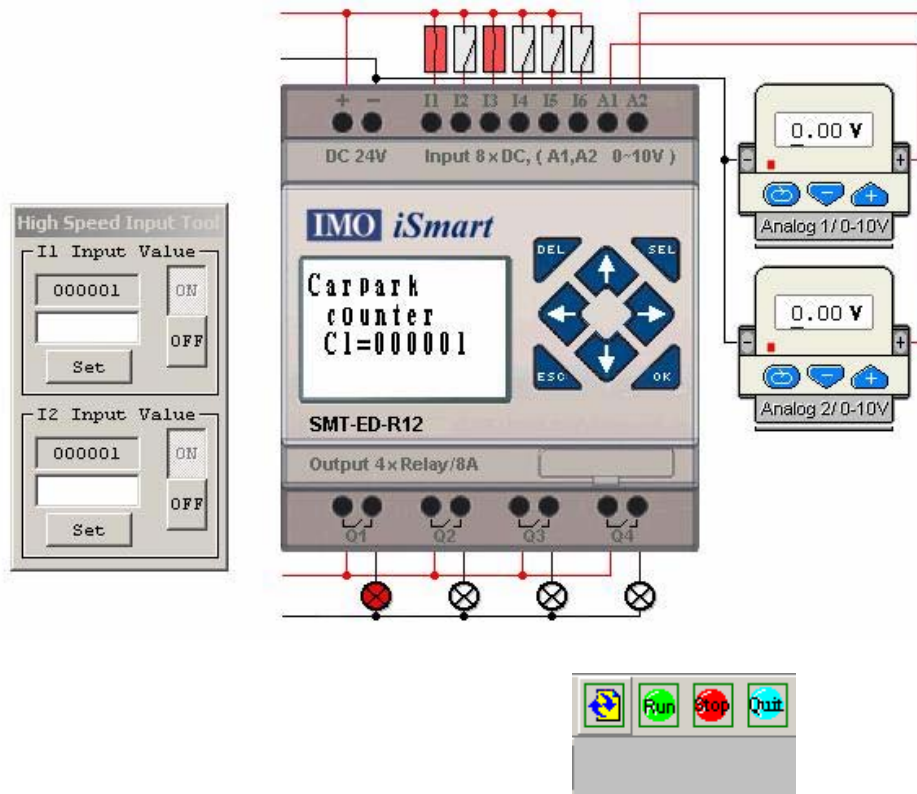 + − I1 I2 I3 I4 I5 I6 A1 A2
DC 24V Input 8 x DC, ( A1,A2 0~10V )
IMO iSmart
DEL
SEL
Carpark
counter
C1=000001
ESC
OK
SMT-ED-R12
Output 4 x Relay/8A
Q1 Q2 Q3 Q4
High Speed Input Tool
I1 Input Value
000001
ON
OFF
Set
I2 Input Value
000001
ON
OFF
Set
0.00 V
− +
Analog 1/ 0-10V
0.00 V
− +
Analog 2/ 0-10V
Run
Stop
Quit